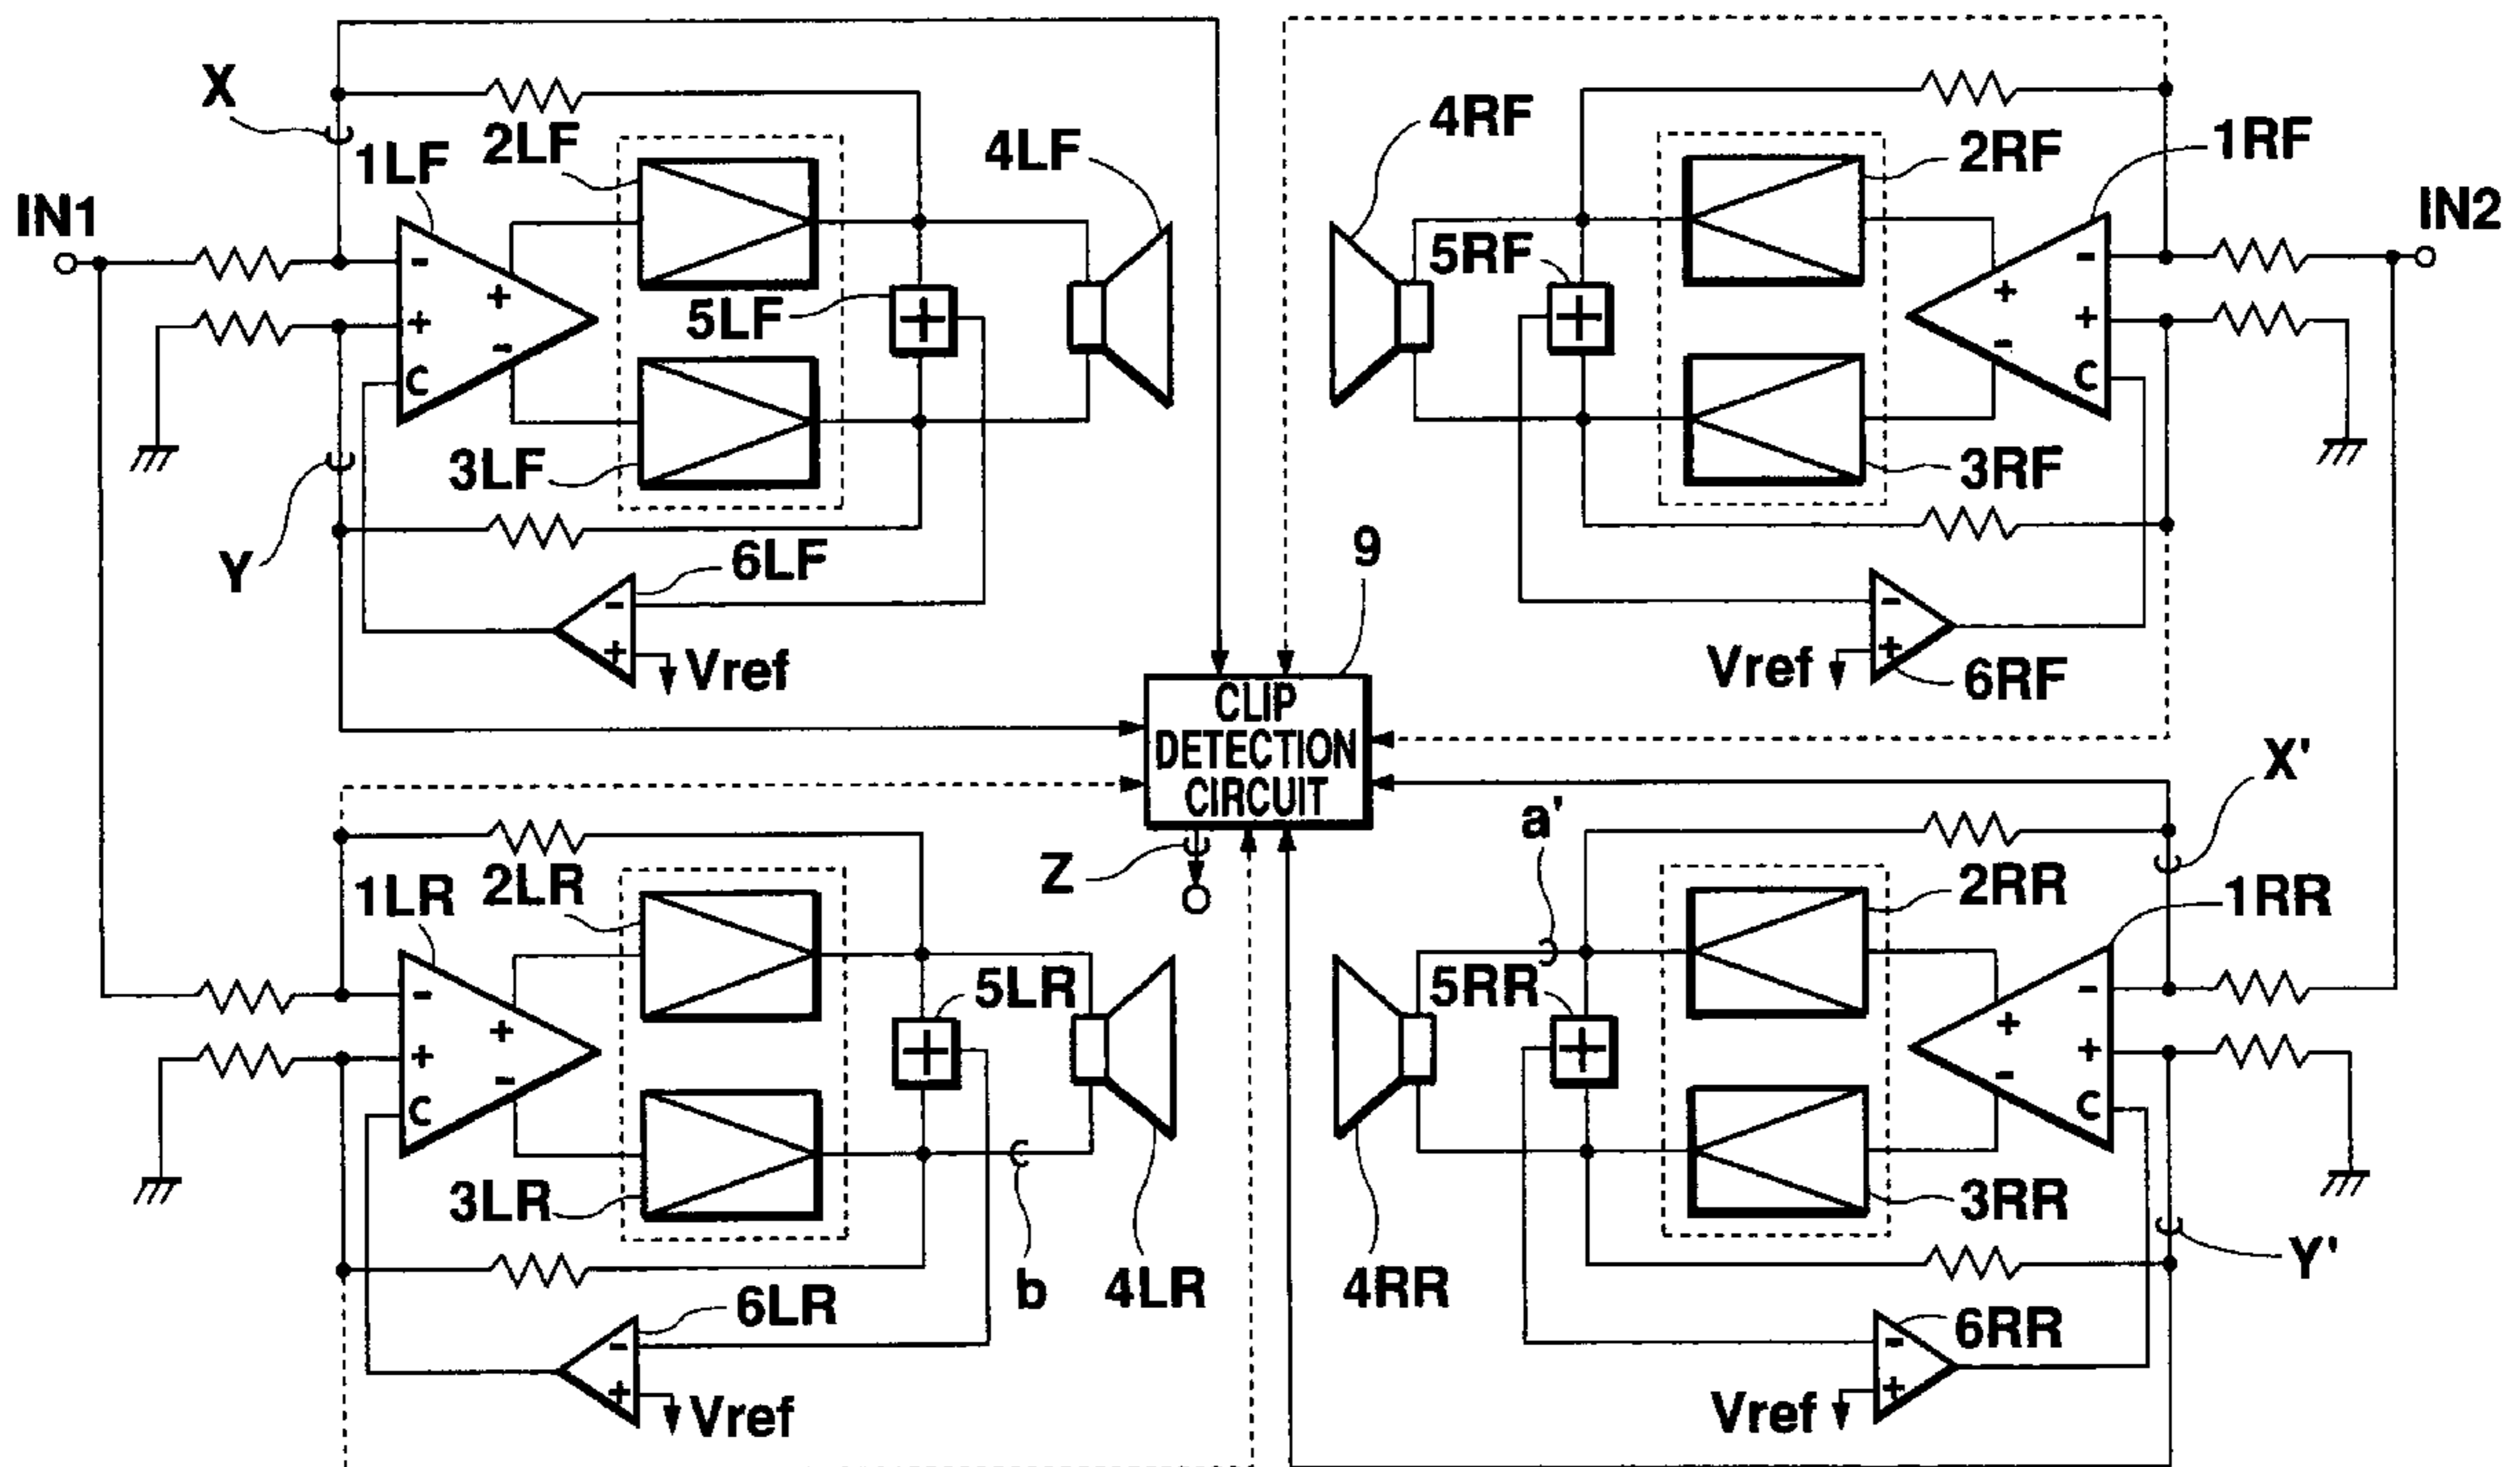 X
1LF
2LF
4LF
4RF
2RF
1RF
IN1
IN2
5RF
-
+
+
-
C
5LF
+
+
-
+
+
-
C
3LF
3RF
Y
6LF
9
-
+
Vref
-
+
Vref
6RF
CLIP
DETECTION
CIRCUIT
X'
a'
Z
1LR
2LR
2RR
1RR
5LR
5RR
-
+
+
-
C
+
+
-
+
+
-
C
3LR
3RR
Y'
b
4LR
4RR
6LR
6RR
-
+
Vref
-
+
Vref